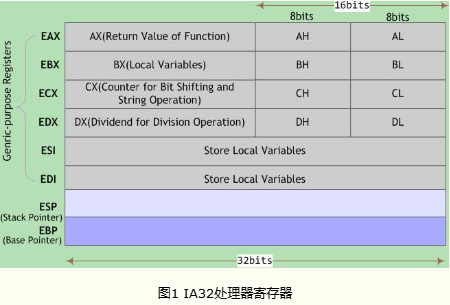 16bits
8bits
8bits
Genric-purpose Registers
EAX
AX(Return Value of Function)
AH
AL
EBX
BX(Local Variables)
BH
BL
ECX
CX(Counter for Bit Shifting and
String Operation)
CH
CL
EDX
DX(Dividend for Division Operation)
DH
DL
ESI
Store Local Variables
EDI
Store Local Variables
ESP
(Stack Pointer)
EBP
(Base Pointer)
32bits
图1 IA32处理器寄存器